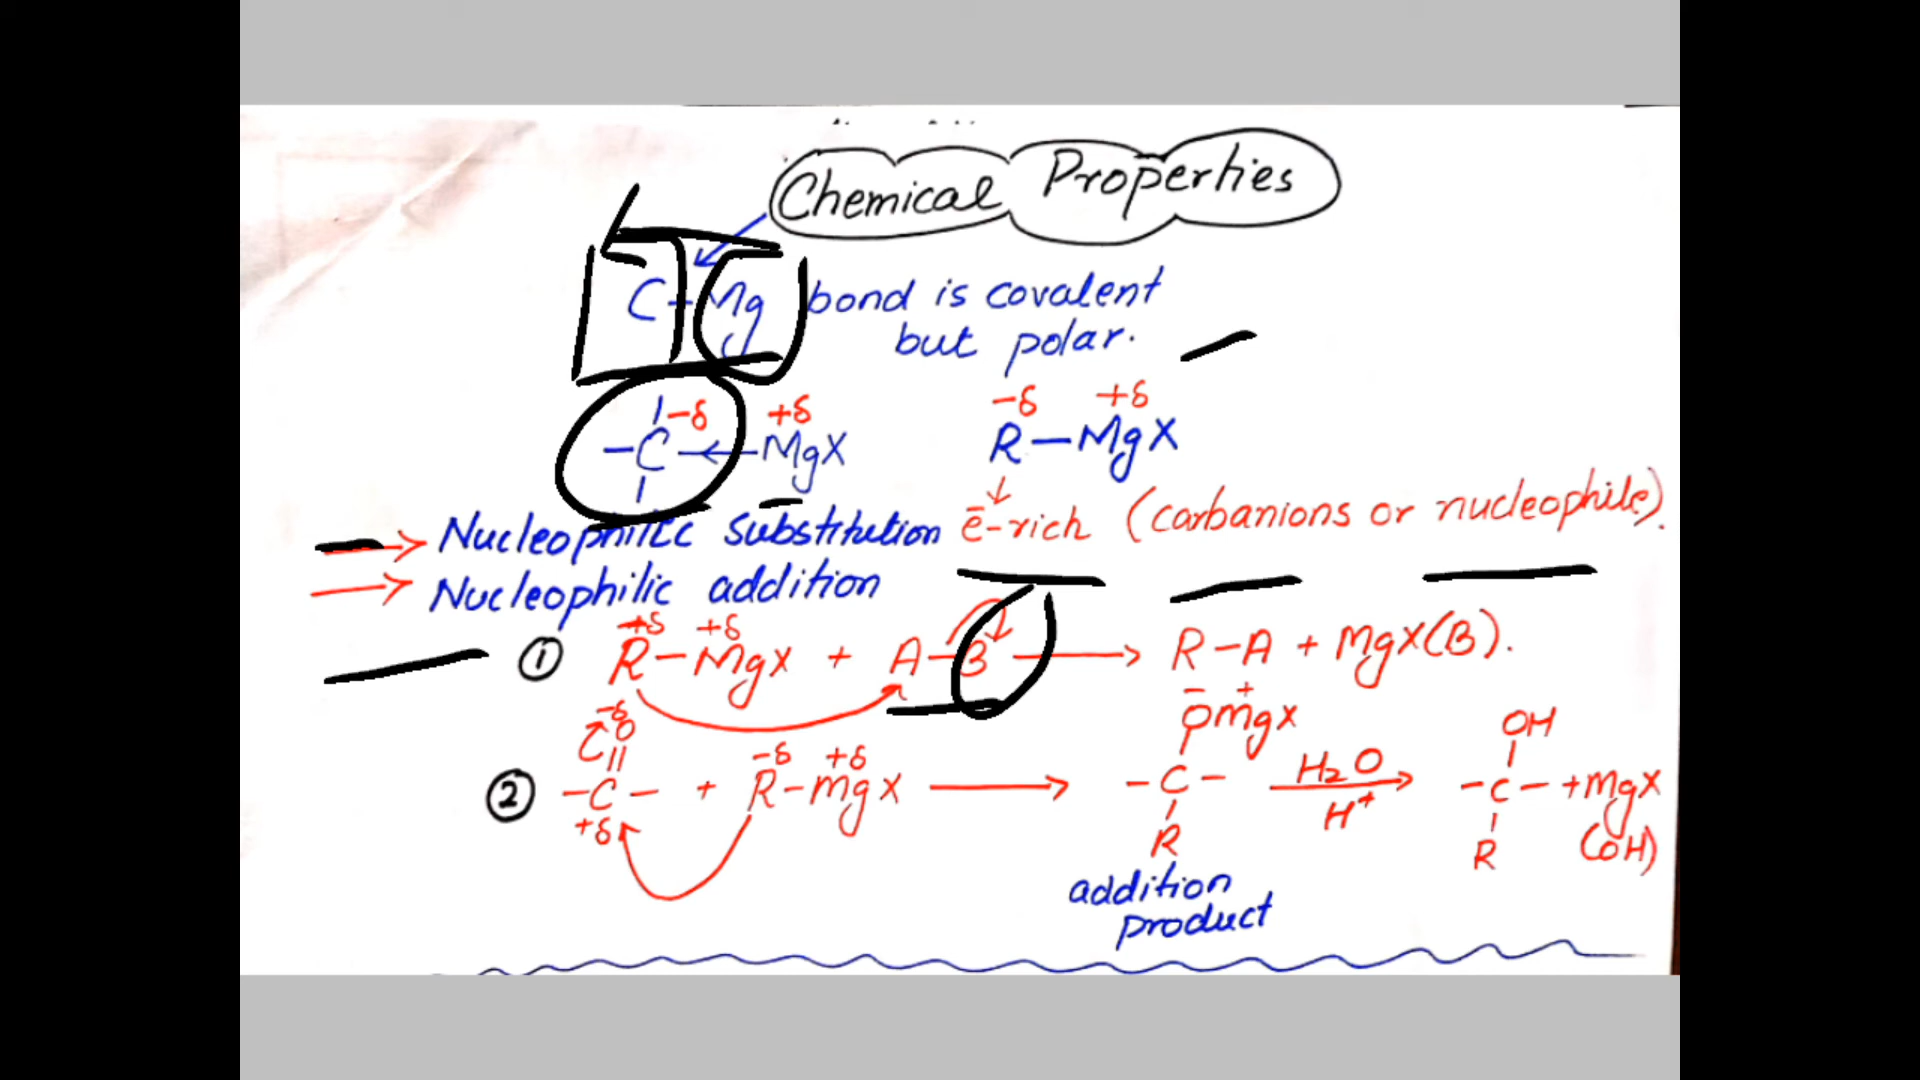 Chemical Properties
C-Mg bond is covalent
but polar.
-δ +δ
-C-MgX
-δ +δ
R-MgX
e-rich (carbanions or nucleophile).
→ Nucleophilic substitution
→ Nucleophilic addition
+δ +δ
① R-MgX + A-B → R-A + MgX(B).
-δ
O
-δ +δ
② -C- + R-MgX →
+δ
- +
OMgX
-C-
R
addition
product
H2O
H+
OH
-C- + MgX
R (OH)